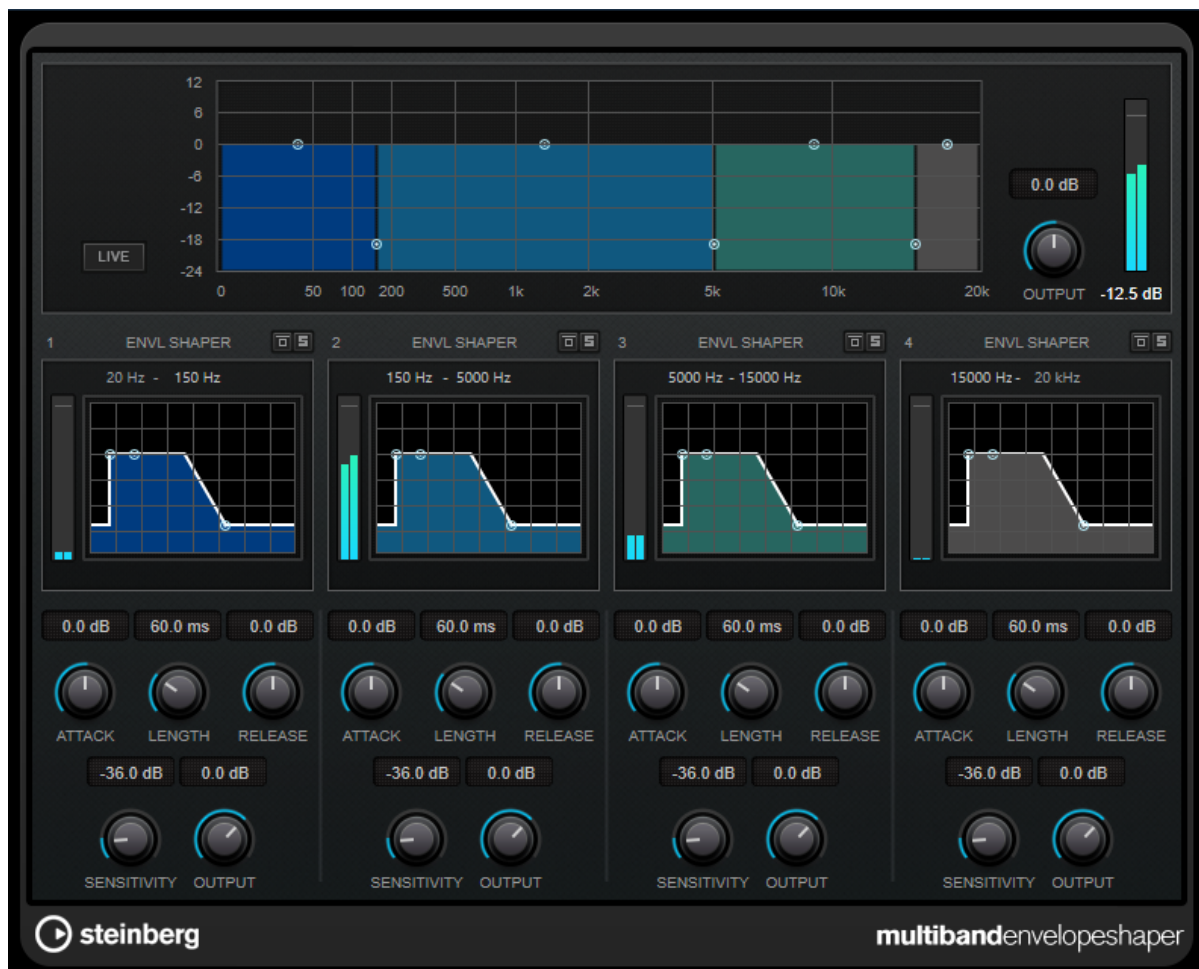 12
6
0
-6
-12
-18
-24
LIVE
0 50 100 200 500 1k 2k 5k 10k 20k
0.0 dB
OUTPUT -12.5 dB
1 ENVL SHAPER S 2 ENVL SHAPER S 3 ENVL SHAPER S 4 ENVL SHAPER S
20 Hz - 150 Hz 150 Hz - 5000 Hz 5000 Hz - 15000 Hz 15000 Hz - 20 kHz
0.0 dB 60.0 ms 0.0 dB 0.0 dB 60.0 ms 0.0 dB 0.0 dB 60.0 ms 0.0 dB 0.0 dB 60.0 ms 0.0 dB
ATTACK LENGTH RELEASE ATTACK LENGTH RELEASE ATTACK LENGTH RELEASE ATTACK LENGTH RELEASE
-36.0 dB 0.0 dB -36.0 dB 0.0 dB -36.0 dB 0.0 dB -36.0 dB 0.0 dB
SENSITIVITY OUTPUT SENSITIVITY OUTPUT SENSITIVITY OUTPUT SENSITIVITY OUTPUT
steinberg multibandenvelopeshaper